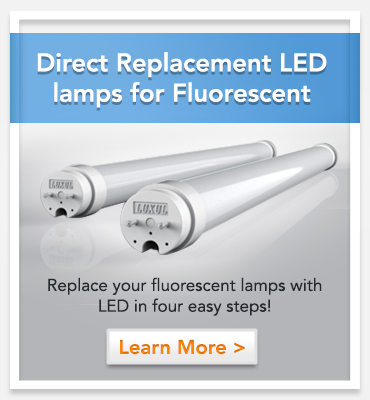 Direct Replacement LED
lamps for Fluorescent
LUXUL
LUXUL
Replace your fluorescent lamps with
LED in four easy steps!
Learn More >